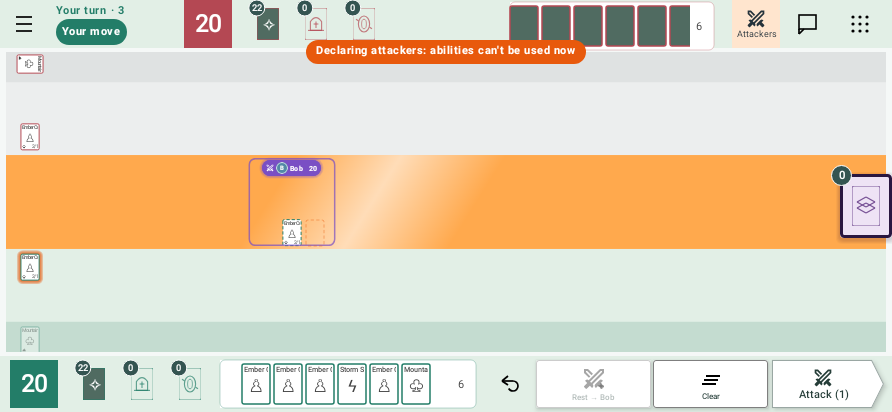 Your turn · 3
Your move
20
22
0
0
6
Attackers
Declaring attackers: abilities can't be used now
B Bob 20
0
20
22
0
0
Ember
Ember
Ember
Storm S
Ember
Mounta
6
Rest → Bob
Clear
Attack (1)